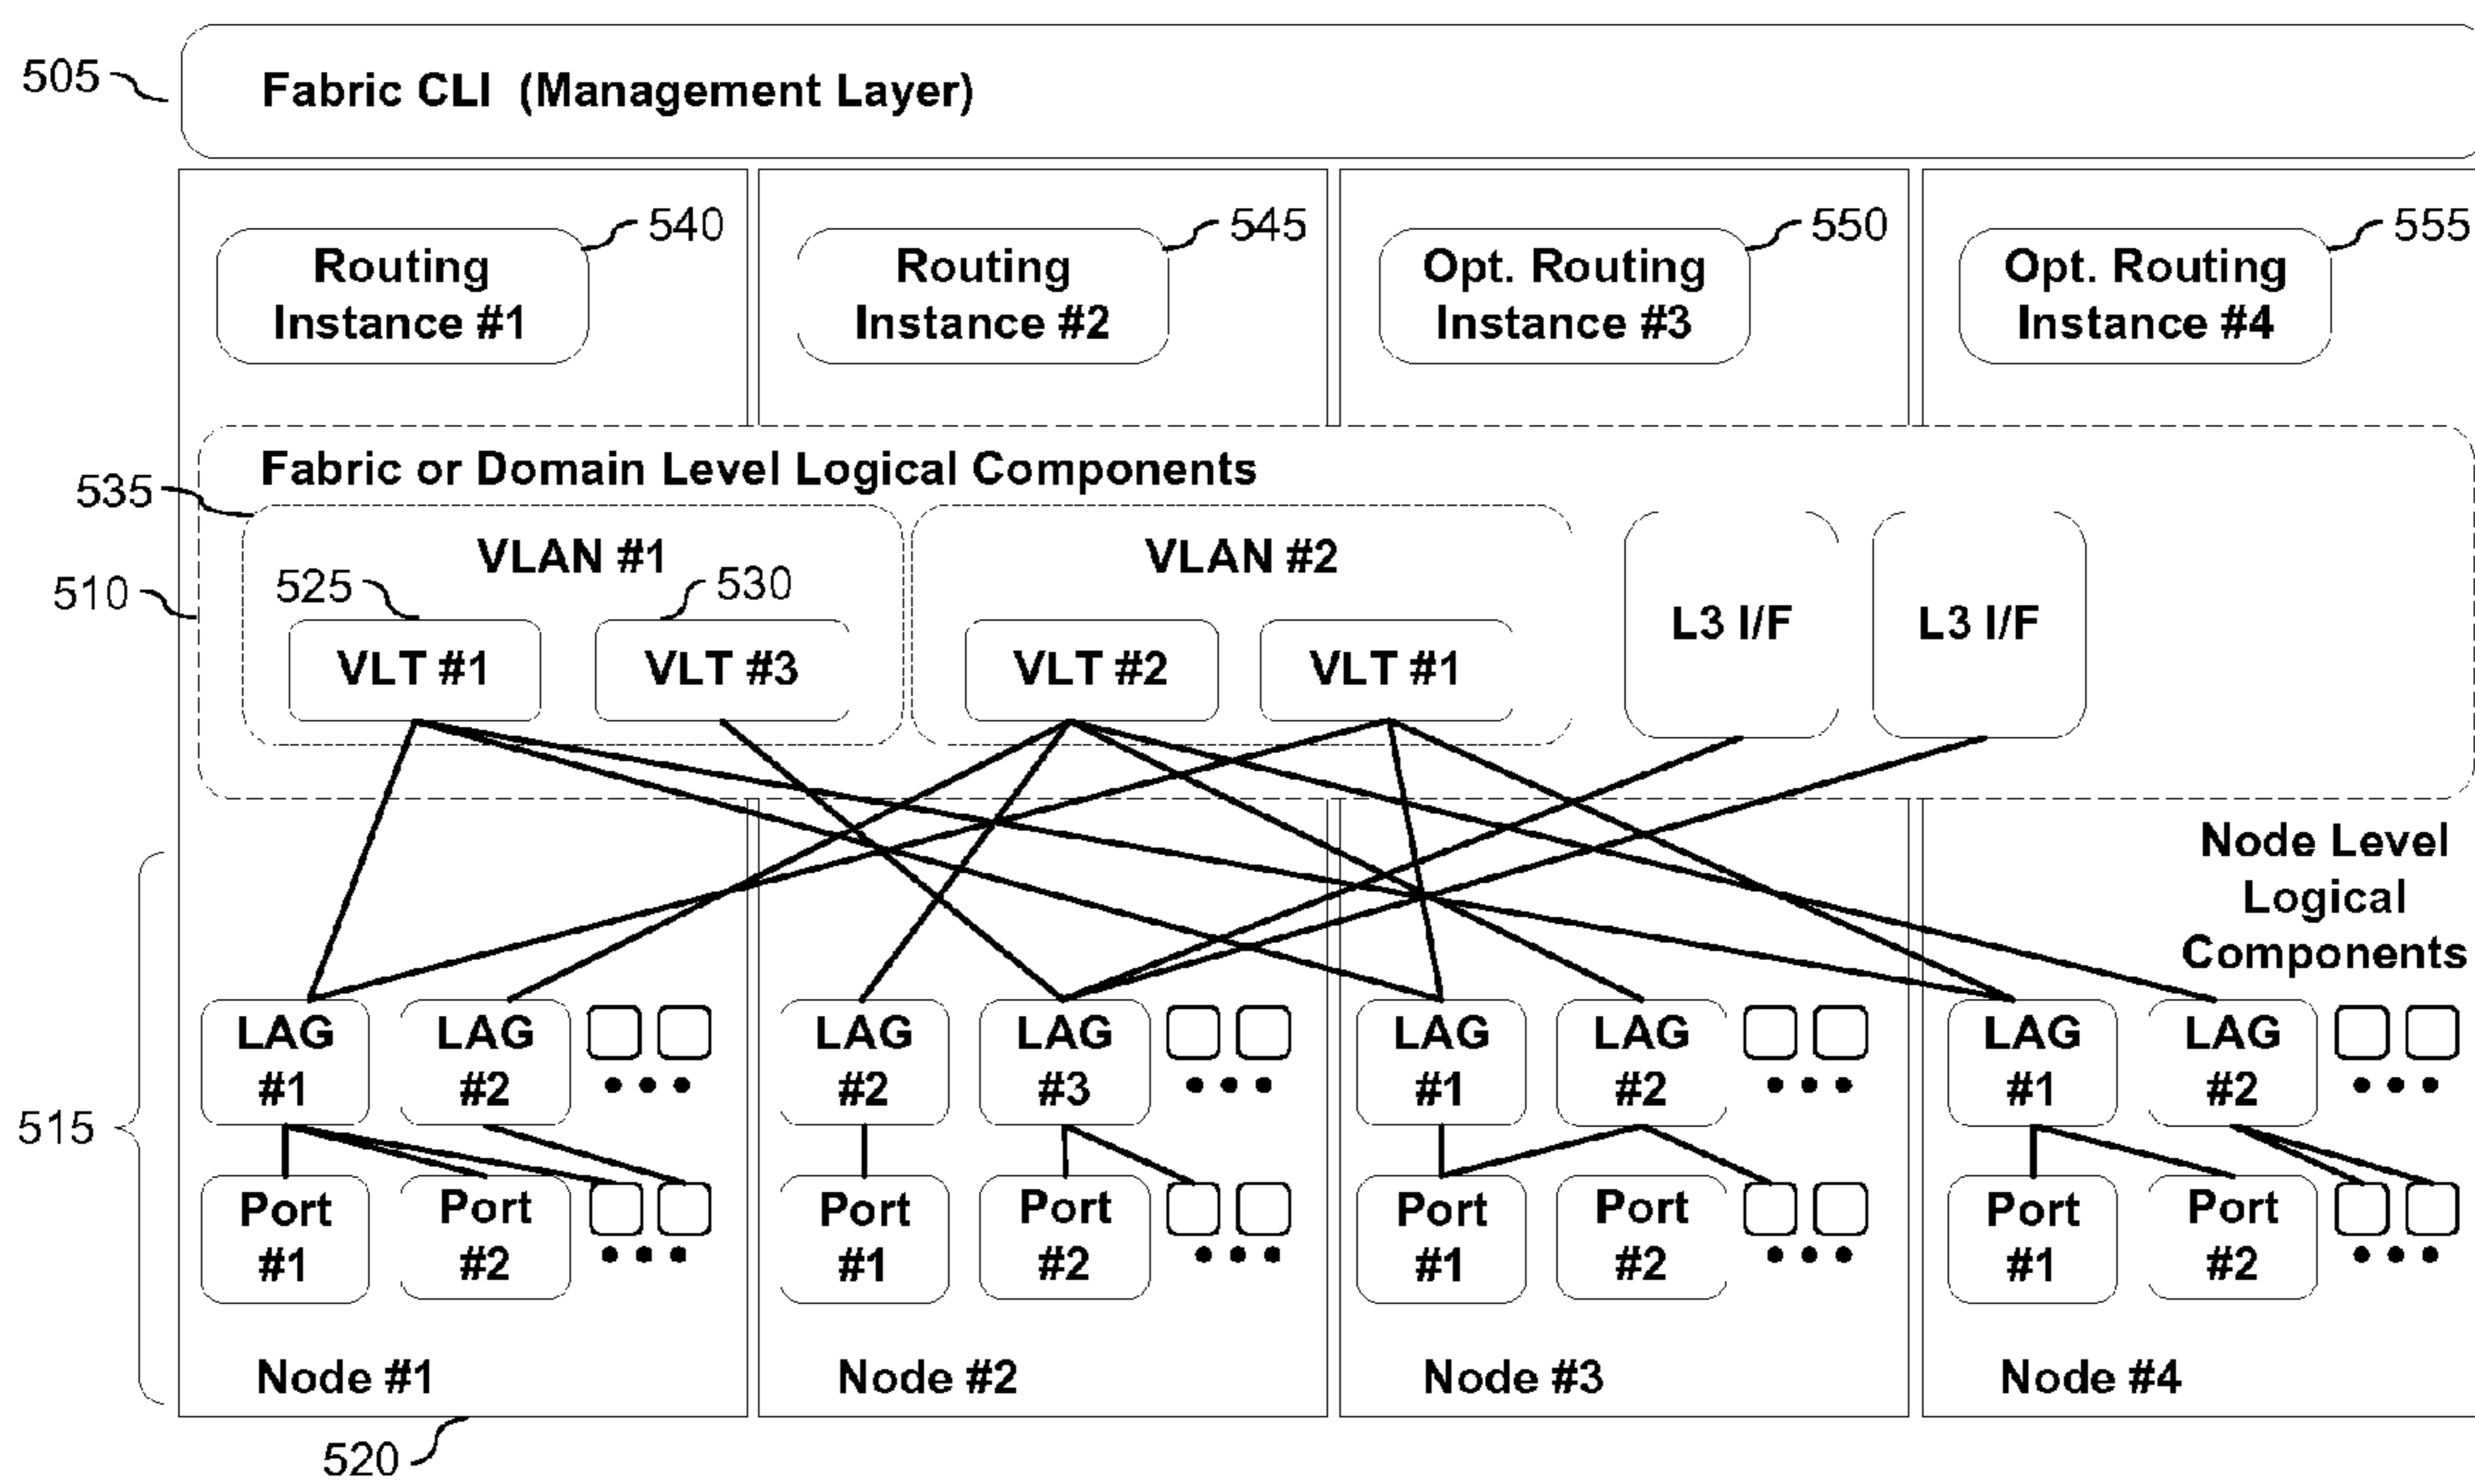 505
Fabric CLI (Management Layer)
540
545
550
555
Routing
Instance #1
Routing
Instance #2
Opt. Routing
Instance #3
Opt. Routing
Instance #4
Fabric or Domain Level Logical Components
535
510
VLAN #1
VLAN #2
525
530
VLT #1
VLT #3
VLT #2
VLT #1
L3 I/F
L3 I/F
Node Level
Logical
Components
515
LAG
#1
LAG
#2
LAG
#2
LAG
#3
LAG
#1
LAG
#2
LAG
#1
LAG
#2
Port
#1
Port
#2
Port
#1
Port
#2
Port
#1
Port
#2
Port
#1
Port
#2
Node #1
Node #2
Node #3
Node #4
520